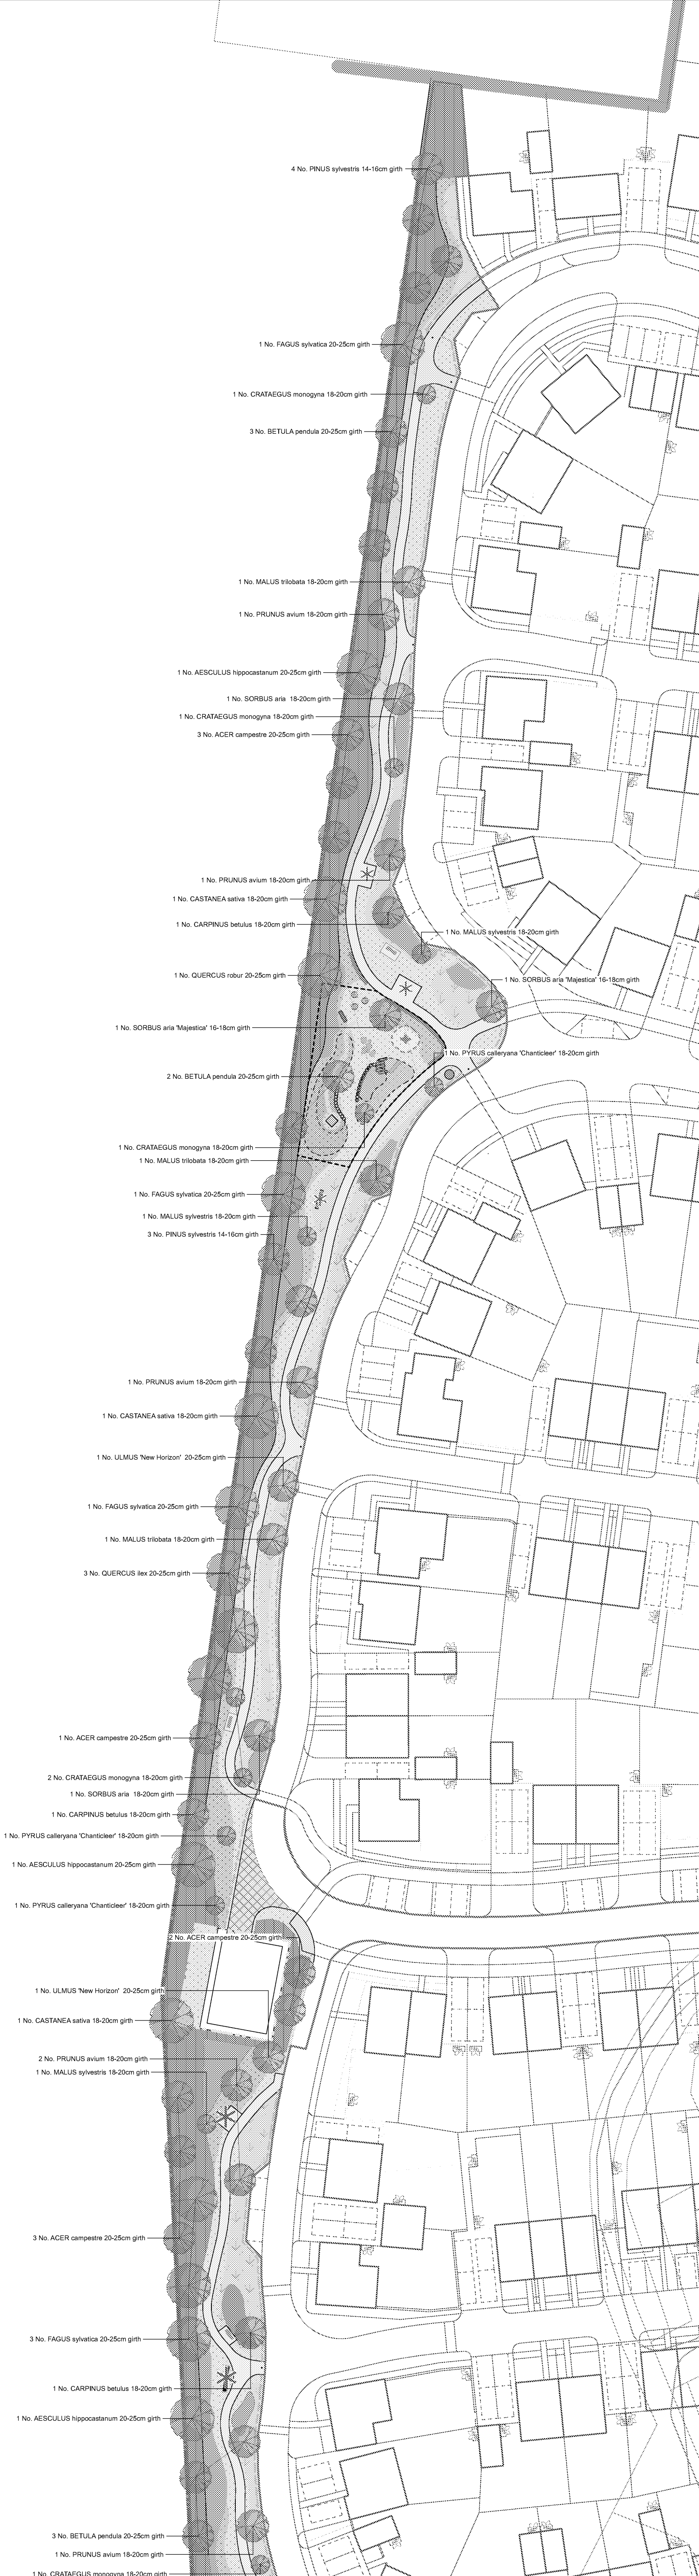 4 No. PINUS sylvestris 14-16cm girth
1 No. FAGUS sylvatica 20-25cm girth
1 No. CRATAEGUS monogyna 18-20cm girth
3 No. BETULA pendula 20-25cm girth
1 No. MALUS trilobata 18-20cm girth
1 No. PRUNUS avium 18-20cm girth
1 No. AESCULUS hippocastanum 20-25cm girth
1 No. SORBUS aria 18-20cm girth
1 No. CRATAEGUS monogyna 18-20cm girth
3 No. ACER campestre 20-25cm girth
1 No. PRUNUS avium 18-20cm girth
1 No. CASTANEA sativa 18-20cm girth
1 No. CARPINUS betulus 18-20cm girth
1 No. MALUS sylvestris 18-20cm girth
1 No. QUERCUS robur 20-25cm girth
1 No. SORBUS aria 'Majestica' 16-18cm girth
1 No. SORBUS aria 'Majestica' 16-18cm girth
1 No. PYRUS calleryana 'Chanticleer' 18-20cm girth
2 No. BETULA pendula 20-25cm girth
1 No. CRATAEGUS monogyna 18-20cm girth
1 No. MALUS trilobata 18-20cm girth
1 No. FAGUS sylvatica 20-25cm girth
1 No. MALUS sylvestris 18-20cm girth
3 No. PINUS sylvestris 14-16cm girth
1 No. PRUNUS avium 18-20cm girth
1 No. CASTANEA sativa 18-20cm girth
1 No. ULMUS 'New Horizon' 20-25cm girth
1 No. FAGUS sylvatica 20-25cm girth
1 No. MALUS trilobata 18-20cm girth
3 No. QUERCUS ilex 20-25cm girth
1 No. ACER campestre 20-25cm girth
2 No. CRATAEGUS monogyna 18-20cm girth
1 No. SORBUS aria 18-20cm girth
1 No. CARPINUS betulus 18-20cm girth
1 No. PYRUS calleryana 'Chanticleer' 18-20cm girth
1 No. AESCULUS hippocastanum 20-25cm girth
1 No. PYRUS calleryana 'Chanticleer' 18-20cm girth
2 No. ACER campestre 20-25cm girth
1 No. ULMUS 'New Horizon' 20-25cm girth
1 No. CASTANEA sativa 18-20cm girth
2 No. PRUNUS avium 18-20cm girth
1 No. MALUS sylvestris 18-20cm girth
3 No. ACER campestre 20-25cm girth
3 No. FAGUS sylvatica 20-25cm girth
1 No. CARPINUS betulus 18-20cm girth
1 No. AESCULUS hippocastanum 20-25cm girth
3 No. BETULA pendula 20-25cm girth
1 No. PRUNUS avium 18-20cm girth
1 No. CRATAEGUS monogyna 18-20cm girth